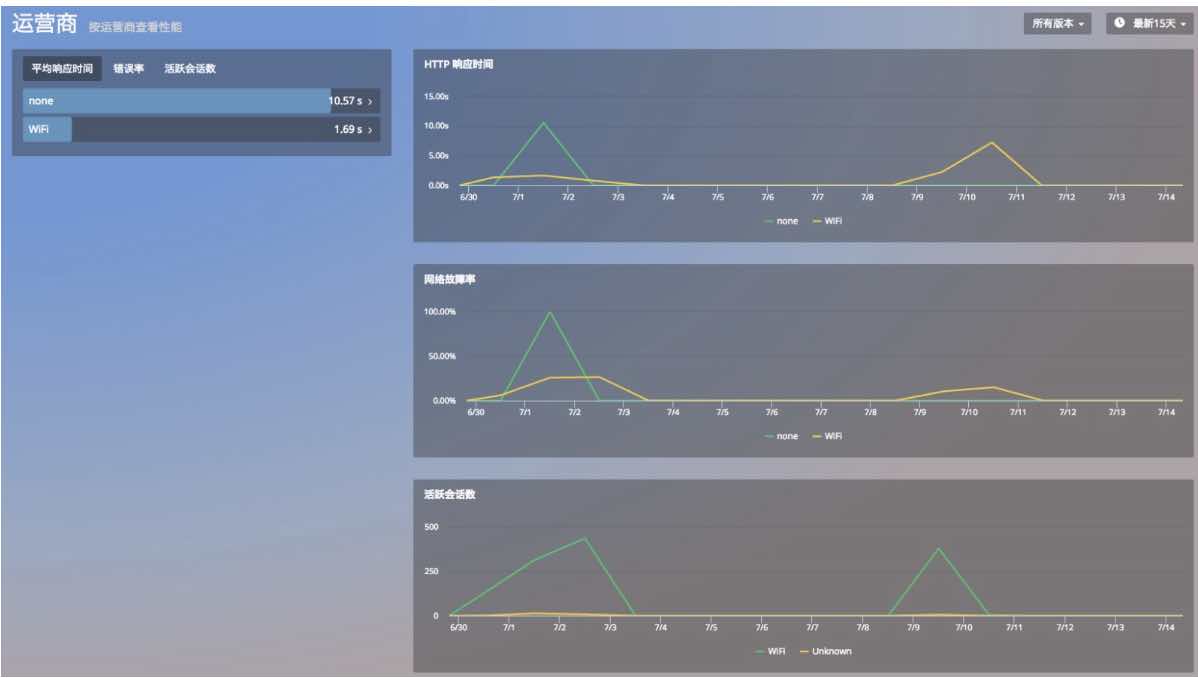 运营商 按运营商查看性能
所有版本 最新15天
平均响应时间 错误率 活跃会话数
none 10.57 s
WiFi 1.69 s
HTTP 响应时间
15.00s
10.00s
5.00s
0.00s
6/30 7/1 7/2 7/3 7/4 7/5 7/6 7/7 7/8 7/9 7/10 7/11 7/12 7/13 7/14
none WiFi
网络故障率
100.00%
50.00%
0.00%
6/30 7/1 7/2 7/3 7/4 7/5 7/6 7/7 7/8 7/9 7/10 7/11 7/12 7/13 7/14
none WiFi
活跃会话数
500
250
0
6/30 7/1 7/2 7/3 7/4 7/5 7/6 7/7 7/8 7/9 7/10 7/11 7/12 7/13 7/14
WiFi Unknown